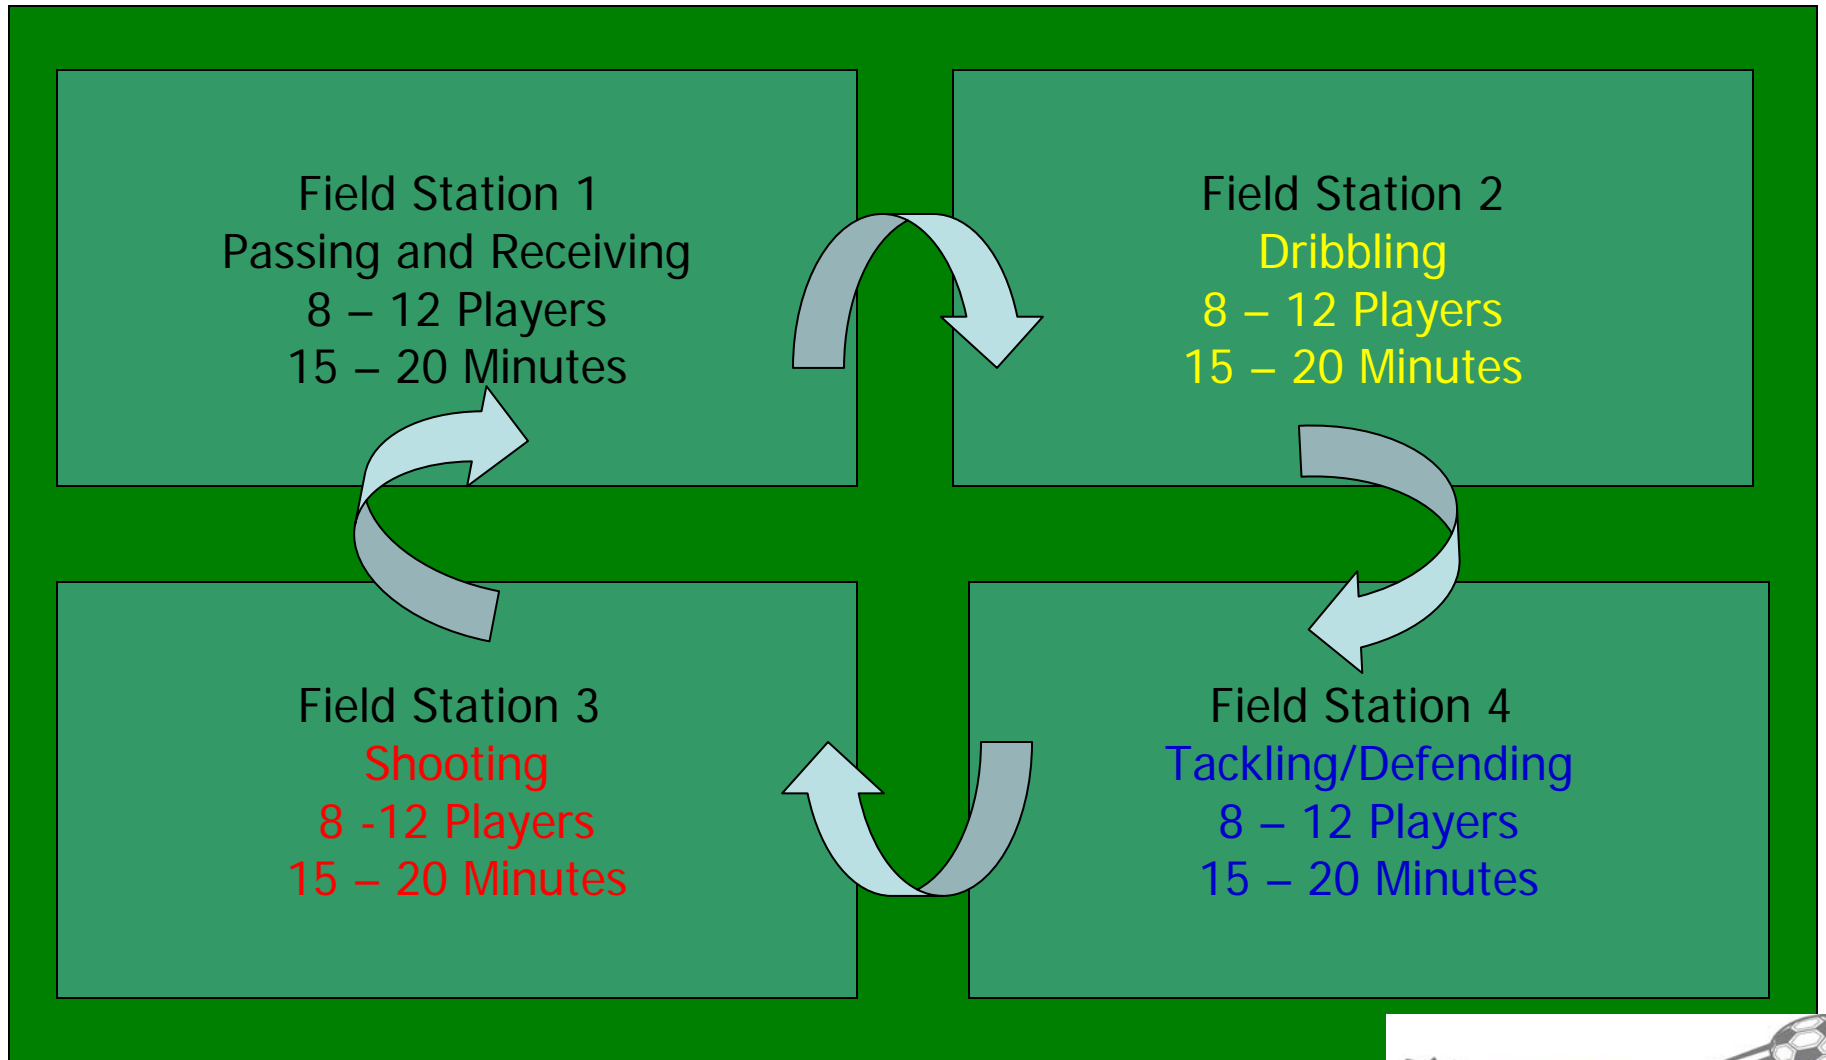 Field Station 1
Passing and Receiving
8 – 12 Players
15 – 20 Minutes
Field Station 2
Dribbling
8 – 12 Players
15 – 20 Minutes
Field Station 3
Shooting
8 -12 Players
15 – 20 Minutes
Field Station 4
Tackling/Defending
8 – 12 Players
15 – 20 Minutes